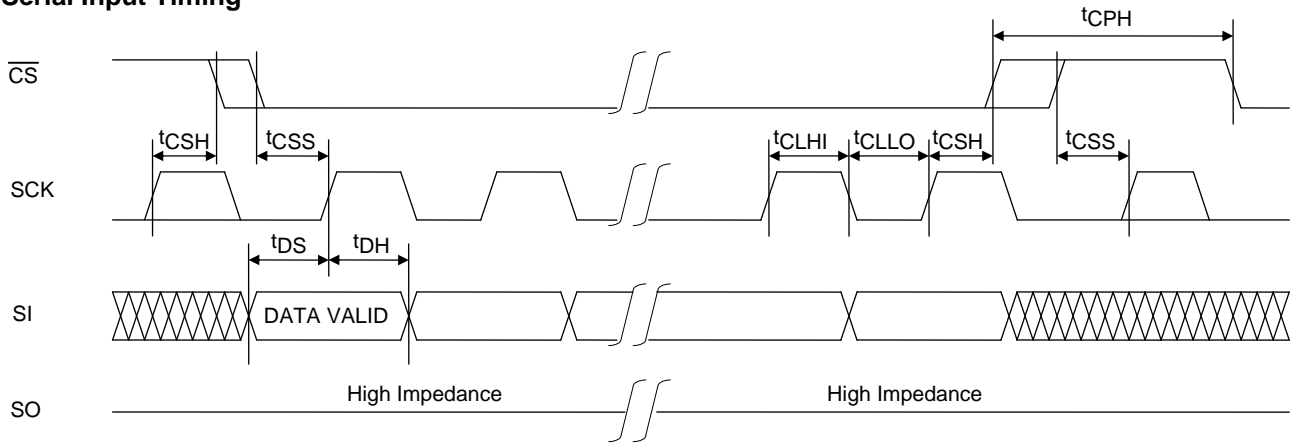 Serial Input Timing
tCPH
CS
tCSH
tCSS
tCLHI
tCLLO
tCSH
tCSS
SCK
tDS
tDH
SI
DATA VALID
High Impedance
High Impedance
SO